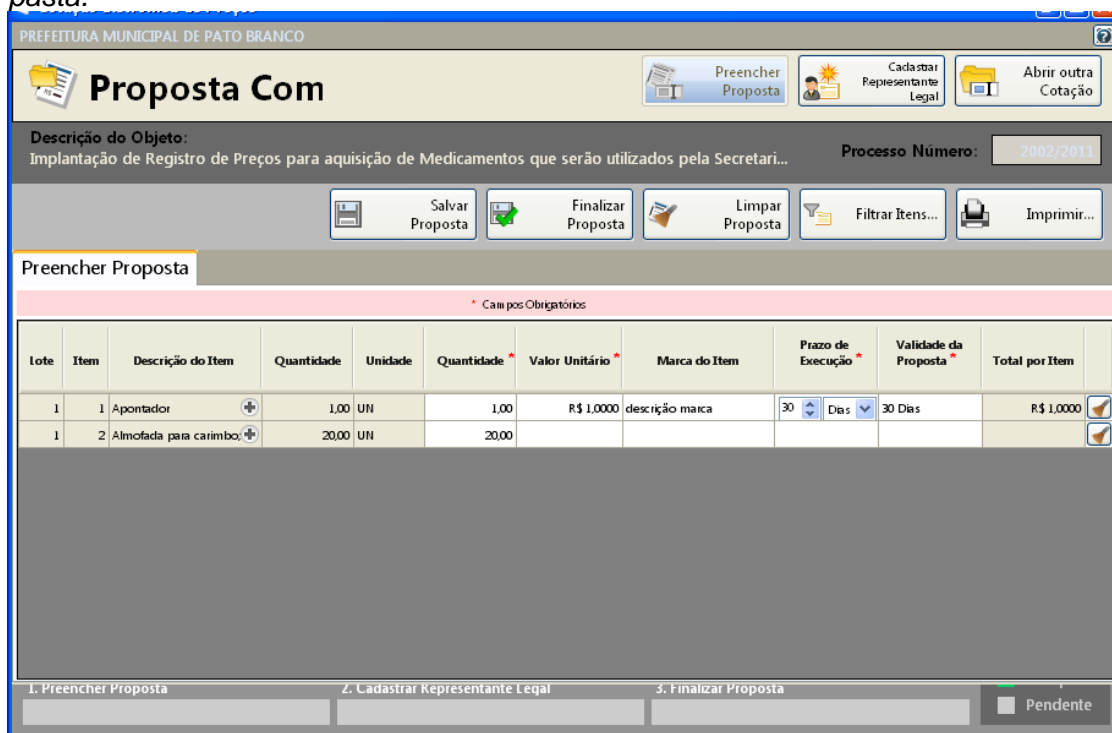 pasta.
PREFEITURA MUNICIPAL DE PATO BRANCO
Proposta Com
Preencher Proposta
Cadastrar Representante Legal
Abrir outra Cotação
Descrição do Objeto:
Implantação de Registro de Preços para aquisição de Medicamentos que serão utilizados pela Secretari...
Processo Número: 2002/2011
Salvar Proposta
Finalizar Proposta
Limpar Proposta
Filtrar Itens...
Imprimir...
Preencher Proposta
* Campos Obrigatórios
Lote Item Descrição do Item Quantidade Unidade Quantidade * Valor Unitário * Marca do Item Prazo de Execução * Validade da Proposta * Total por Item
1 1 Apontador 1,00 UN 1,00 R$ 1,0000 descrição marca 30 Dias 30 Dias R$ 1,0000
1 2 Almofada para carimbo; 20,00 UN 20,00
1. Preencher Proposta 2. Cadastrar Representante Legal 3. Finalizar Proposta
Pendente